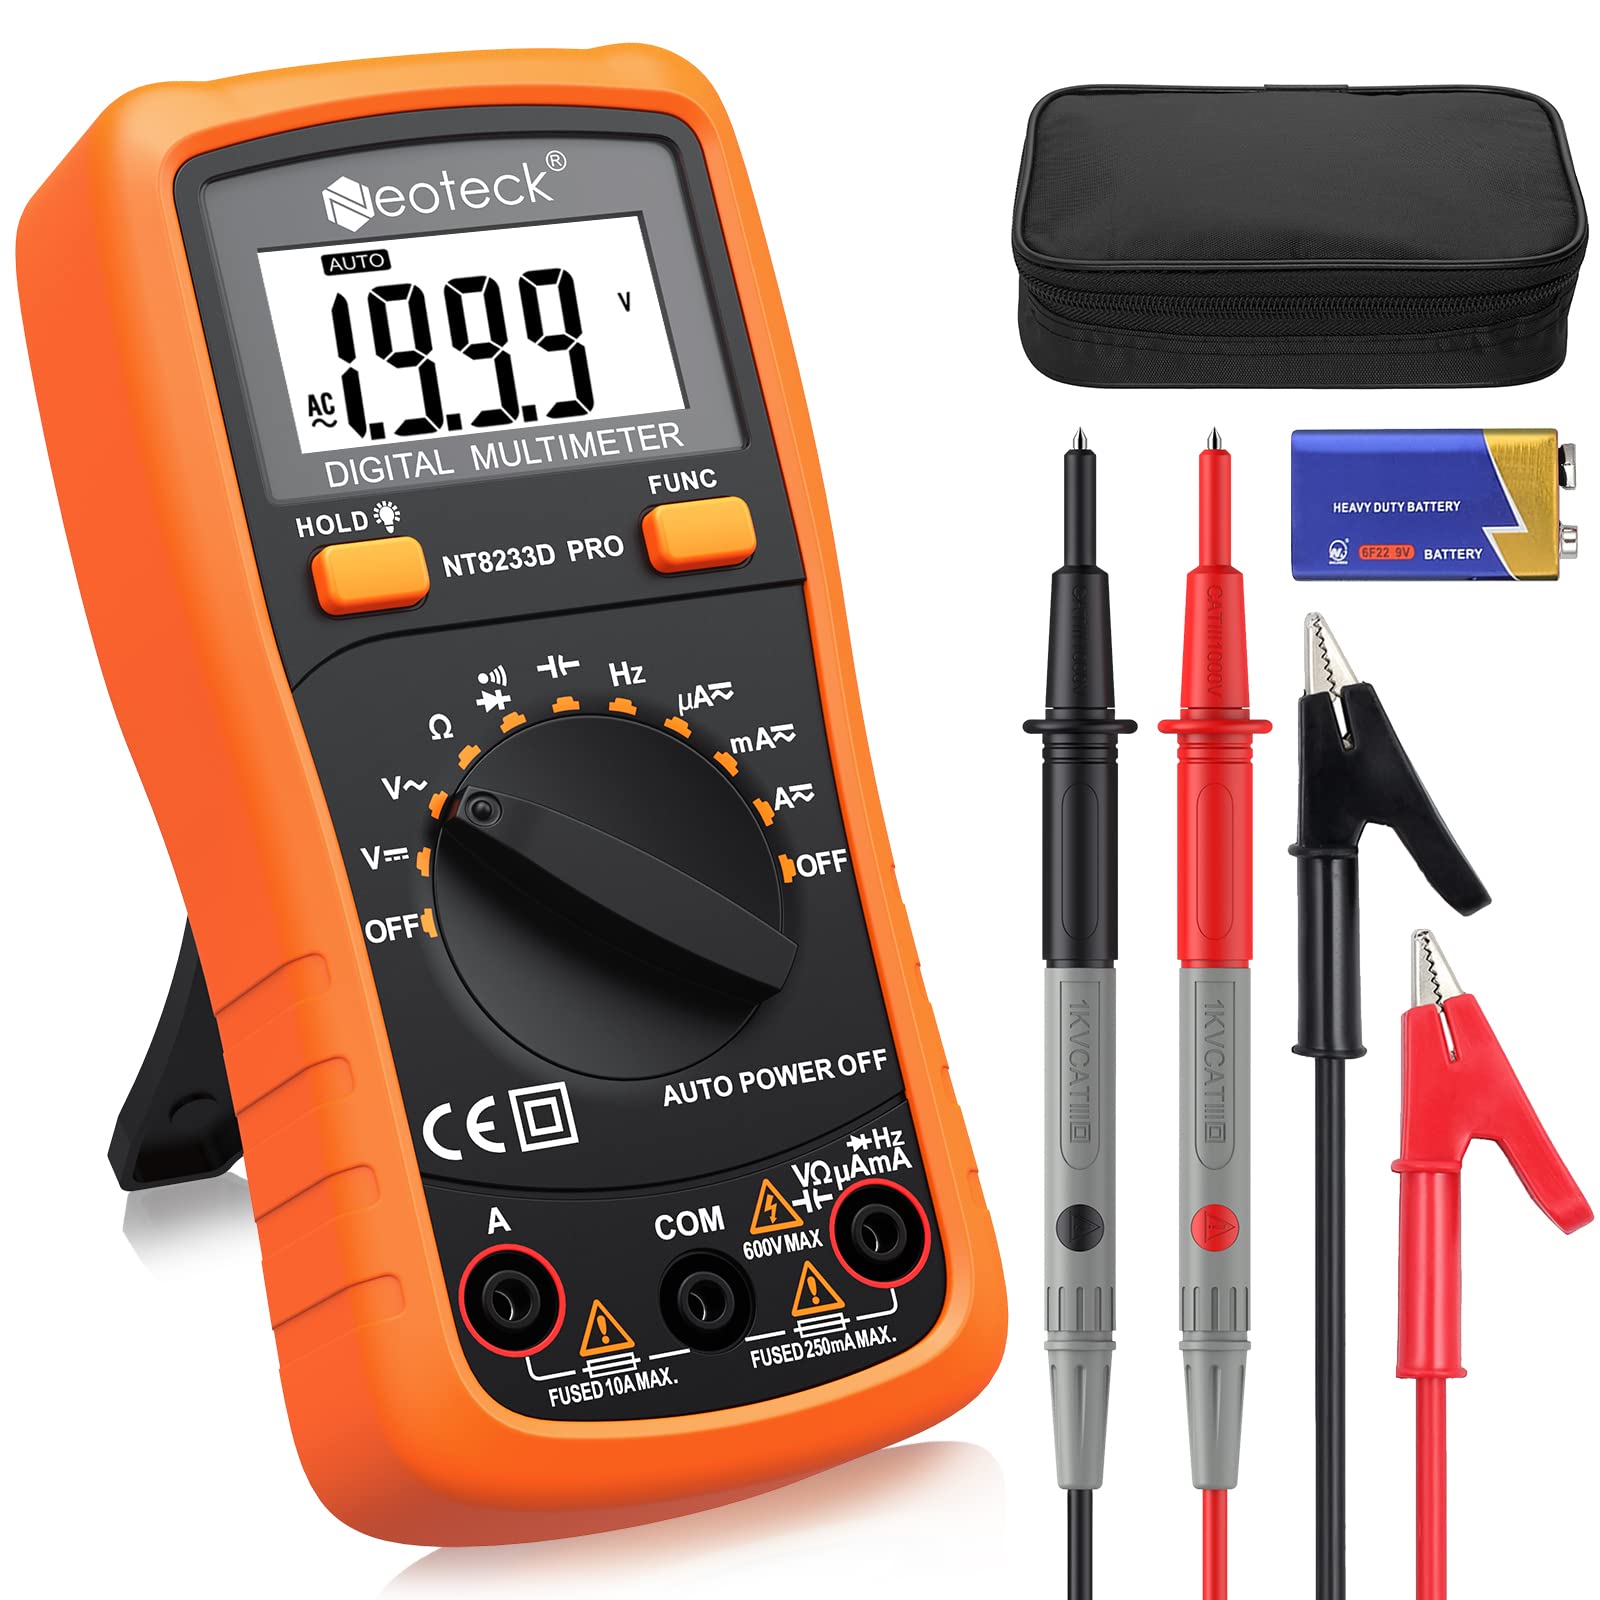 Neoteck®
AUTO
AC
1.9.9.9
V
DIGITAL MULTIMETER
HOLD
FUNC
NT8233D PRO
Hz
Ω
µA
mA
V~
A
V
OFF
OFF
AUTO POWER OFF
CE
Hz
VΩ µAmA
A
COM
600V MAX
FUSED 10A MAX.
FUSED 250mA MAX.
HEAVY DUTY BATTERY
6F22 9V BATTERY
CATIII1000V
CATIII1000V
1KVCATIII
1KVCATIII